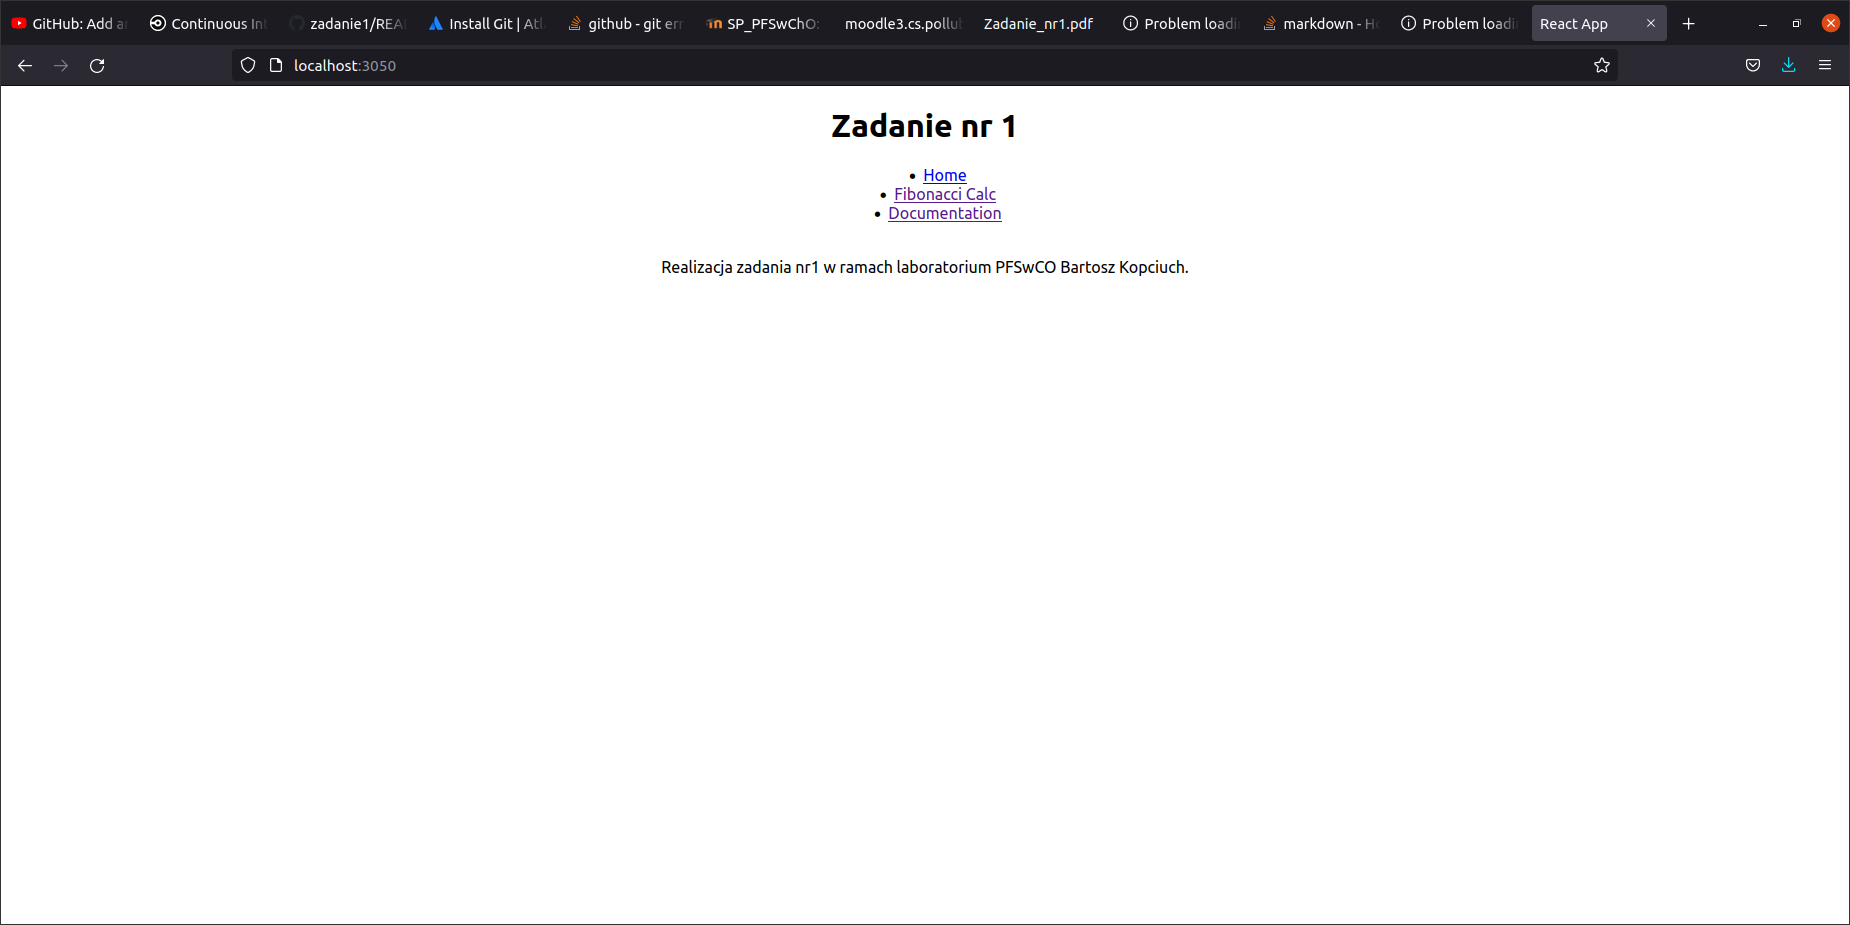 GitHub: Add a
Continuous Int
zadanie1/REA
Install Git | Atl
github - git err
SP_PFSwChO:
moodle3.cs.pollu
Zadanie_nr1.pdf
Problem loadi
markdown - H
Problem loadi
React App
localhost:3050
Zadanie nr 1
• Home
• Fibonacci Calc
• Documentation
Realizacja zadania nr1 w ramach laboratorium PFSwCO Bartosz Kopciuch.